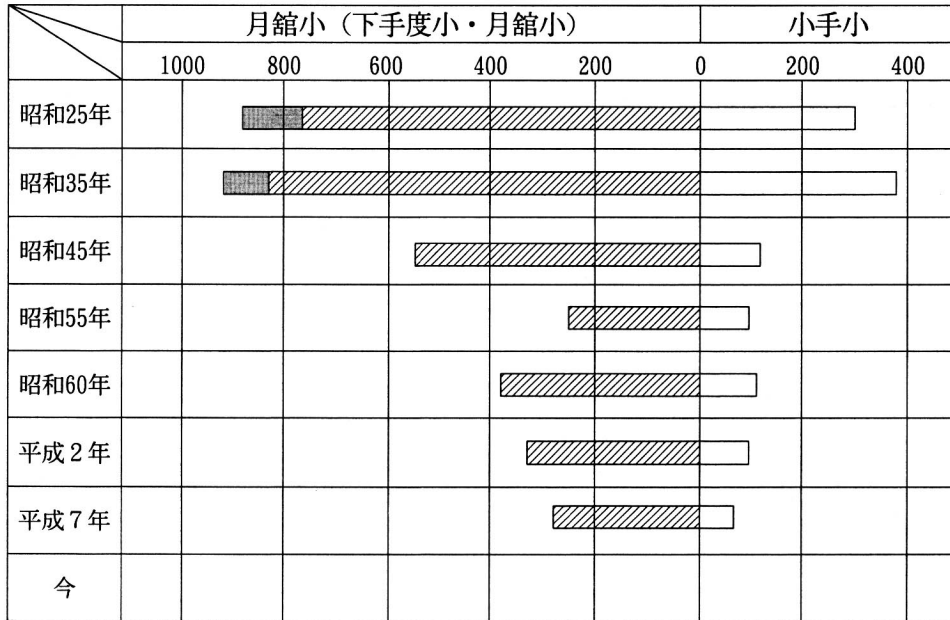 月舘小（下手度小・月舘小） 小手小
1000 800 600 400 200 0 200 400
昭和25年
昭和35年
昭和45年
昭和55年
昭和60年
平成2年
平成7年
今